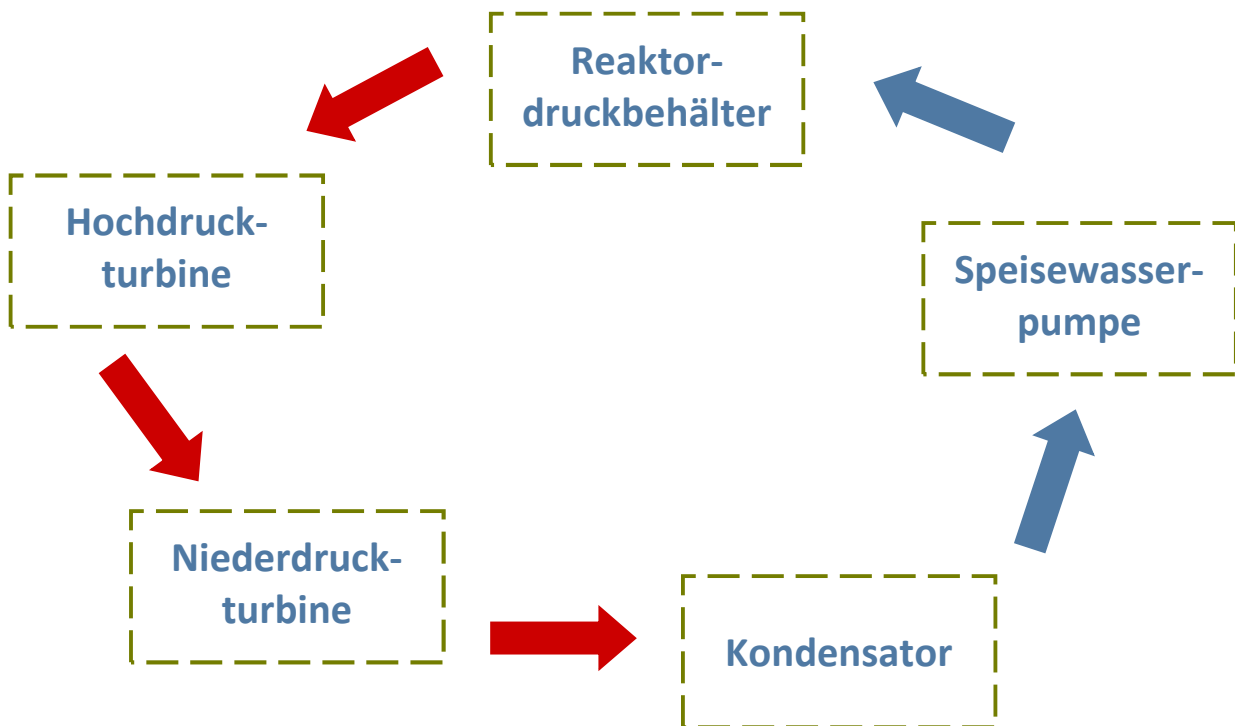 Reaktor-
druckbehälter
Hochdruck-
turbine
Speisewasser-
pumpe
Niederdruck-
turbine
Kondensator